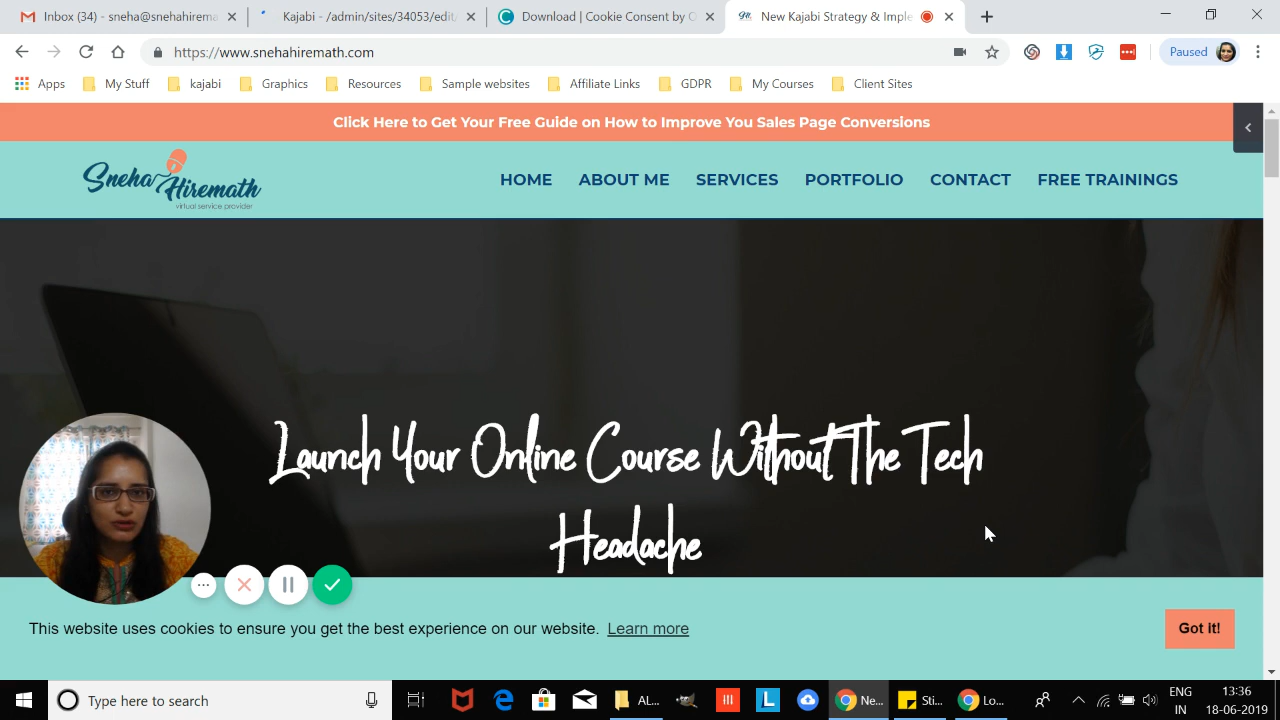 Inbox (34) - sneha@snehahirem
Kajabi - /admin/sites/34053/edit/
Download | Cookie Consent by O
New Kajabi Strategy & Imple
https://www.snehahiremath.com
Paused
Apps
My Stuff
kajabi
Graphics
Resources
Sample websites
Affiliate Links
GDPR
My Courses
Client Sites
Click Here to Get Your Free Guide on How to Improve You Sales Page Conversions
Sneha Hiremath
virtual service provider
HOME
ABOUT ME
SERVICES
PORTFOLIO
CONTACT
FREE TRAININGS
Launch Your Online Course Without The Tech
Headache
This website uses cookies to ensure you get the best experience on our website. Learn more
Got it!
Type here to search
AL...
Ne...
Sti...
Lo...
ENG
IN
13:36
18-06-2019